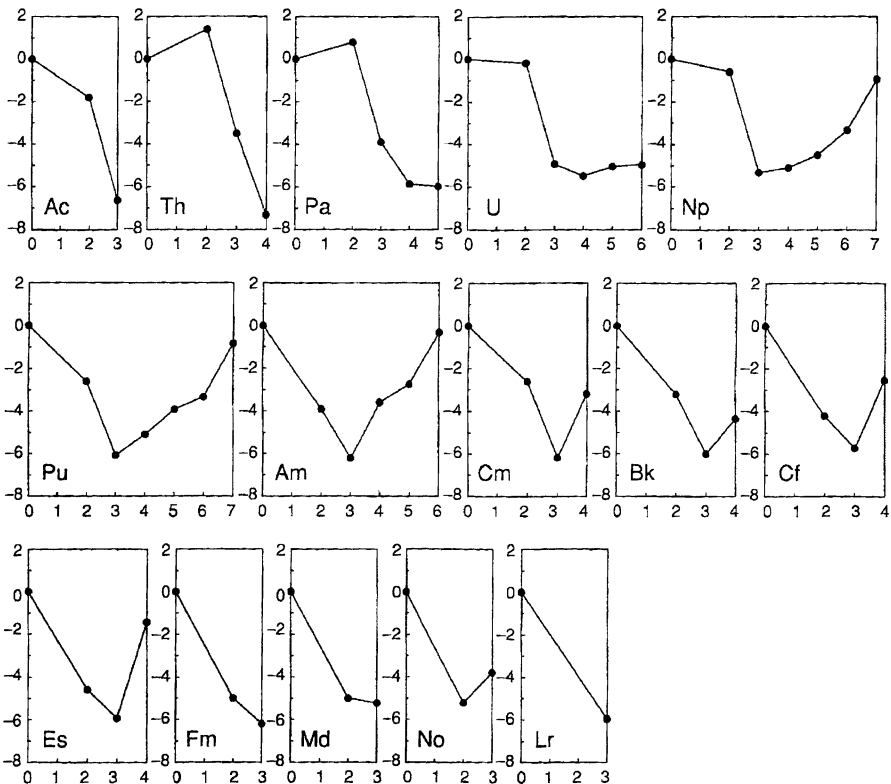 2 2 2 2 2
0 0 0 0 0
−2 −2 −2 −2 −2
−4 −4 −4 −4 −4
−6 −6 −6 −6 −6
Ac Th Pa U Np
−8 −8 −8 −8 −8
0 1 2 3 0 1 2 3 4 0 1 2 3 4 5 0 1 2 3 4 5 6 0 1 2 3 4 5 6 7
2 2 2 2 2
0 0 0 0 0
−2 −2 −2 −2 −2
−4 −4 −4 −4 −4
−6 −6 −6 −6 −6
Pu Am Cm Bk Cf
−8 −8 −8 −8 −8
0 1 2 3 4 5 6 7 0 1 2 3 4 5 6 0 1 2 3 4 0 1 2 3 4 0 1 2 3 4
2 2 2 2 2
0 0 0 0 0
−2 −2 −2 −2 −2
−4 −4 −4 −4 −4
−6 −6 −6 −6 −6
Es Fm Md No Lr
−8 −8 −8 −8 −8
0 1 2 3 4 0 1 2 3 0 1 2 3 0 1 2 3 0 1 2 3